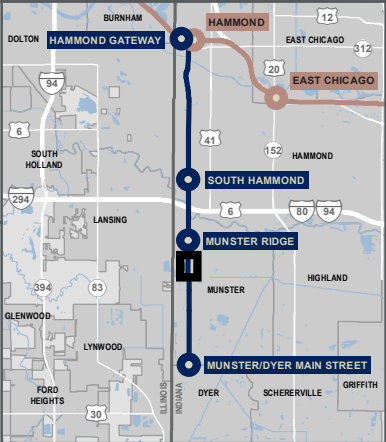 BURNHAM
HAMMOND
12
DOLTON
HAMMOND GATEWAY
EAST CHICAGO
312
20
94
EAST CHICAGO
6
41
SOUTH
HOLLAND
152
HAMMOND
SOUTH HAMMOND
294
6
80
94
LANSING
MUNSTER RIDGE
HIGHLAND
394
83
MUNSTER
GLENWOOD
LYNWOOD
MUNSTER/DYER MAIN STREET
FORD
HEIGHTS
ILLINOIS
INDIANA
DYER
SCHERERVILLE
GRIFFITH
30